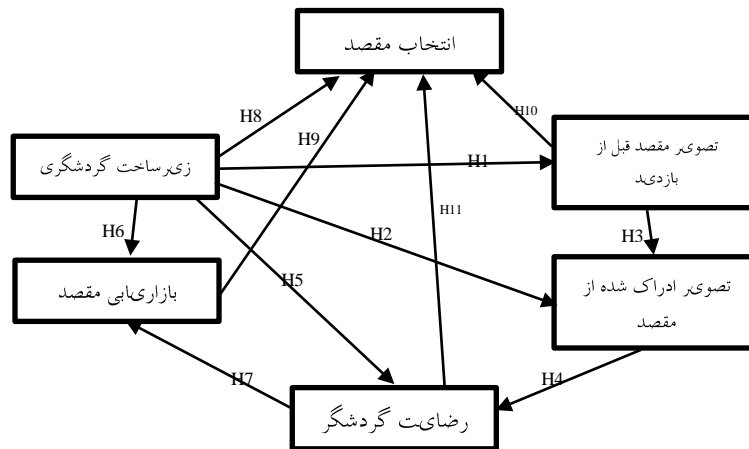 انتخاب مقصد
H8
H9
H10
تصویر مقصد قبل از
بازدید
زیرساخت گردشگری
H1
H11
H6
H2
H3
بازاریابی مقصد
H5
تصویر ادراک شده از
مقصد
H7
H4
رضایت گردشگر